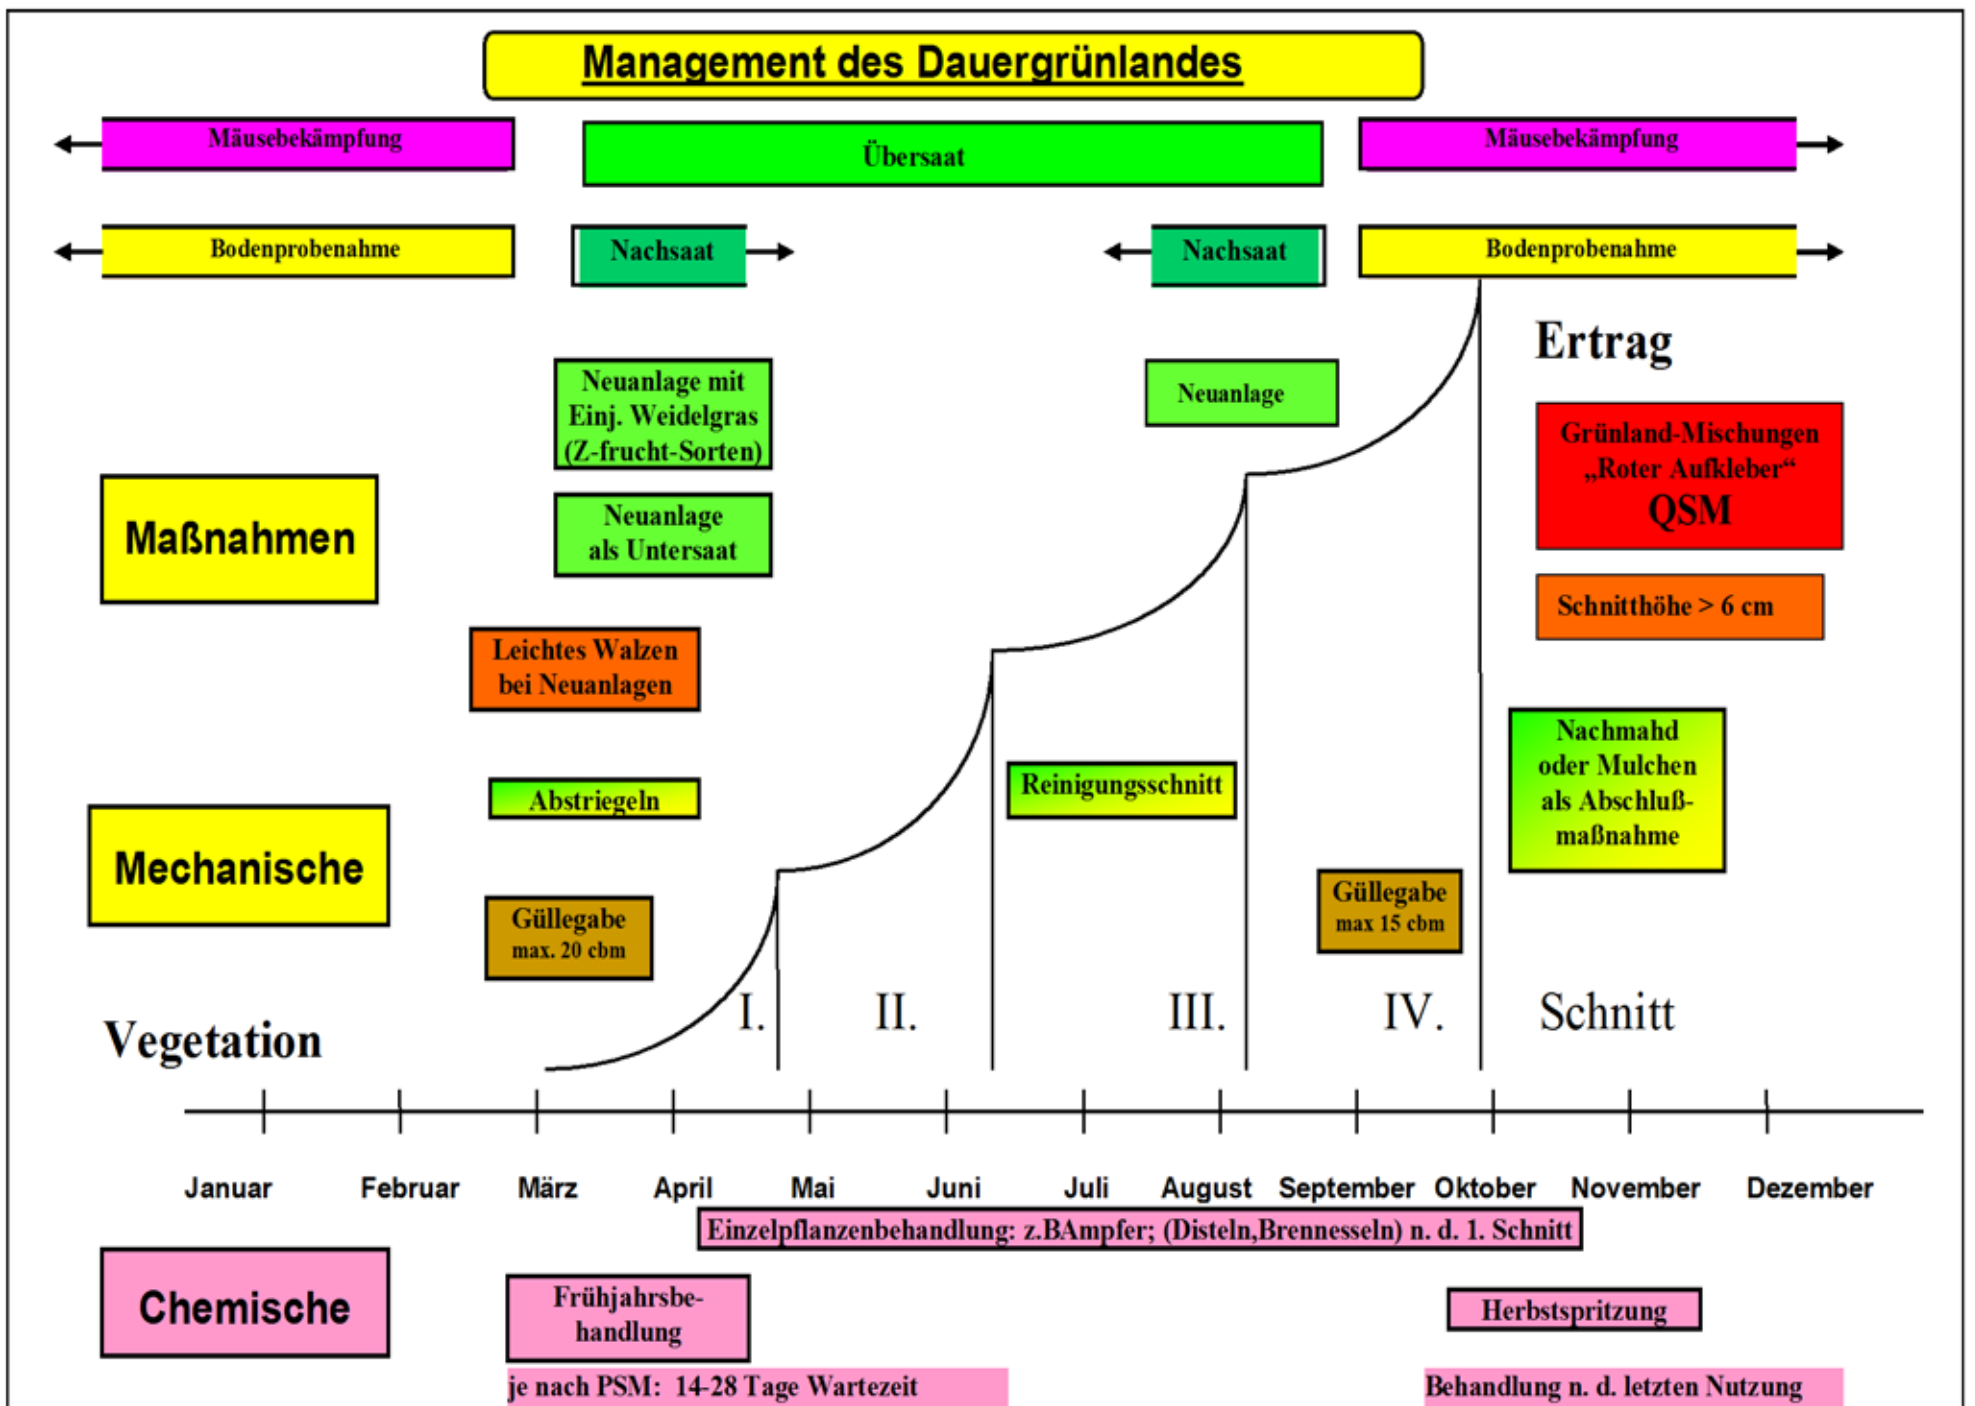 Management des Dauergrünlandes
Mäusebekämpfung
Übersaat
Mäusebekämpfung
Bodenprobenahme
Nachsaat
Nachsaat
Bodenprobenahme
Ertrag
Neuanlage mit
Einj. Weidelgras
(Z-frucht-Sorten)
Neuanlage
Grünland-Mischungen
„Roter Aufkleber“
QSM
Maßnahmen
Neuanlage
als Untersaat
Schnitthöhe > 6 cm
Leichtes Walzen
bei Neuanlagen
Nachmahd
oder Mulchen
als Abschluß-
maßnahme
Abstriegeln
Reinigungsschnitt
Mechanische
Güllegabe
max. 20 cbm
Güllegabe
max 15 cbm
Vegetation
I.
II.
III.
IV.
Schnitt
Januar
Februar
März
April
Mai
Juni
Juli
August
September
Oktober
November
Dezember
Einzelpflanzenbehandlung: z.BAmpfer; (Disteln,Brennesseln) n. d. 1. Schnitt
Chemische
Frühjahrsbe-
handlung
Herbstspritzung
je nach PSM: 14-28 Tage Wartezeit
Behandlung n. d. letzten Nutzung